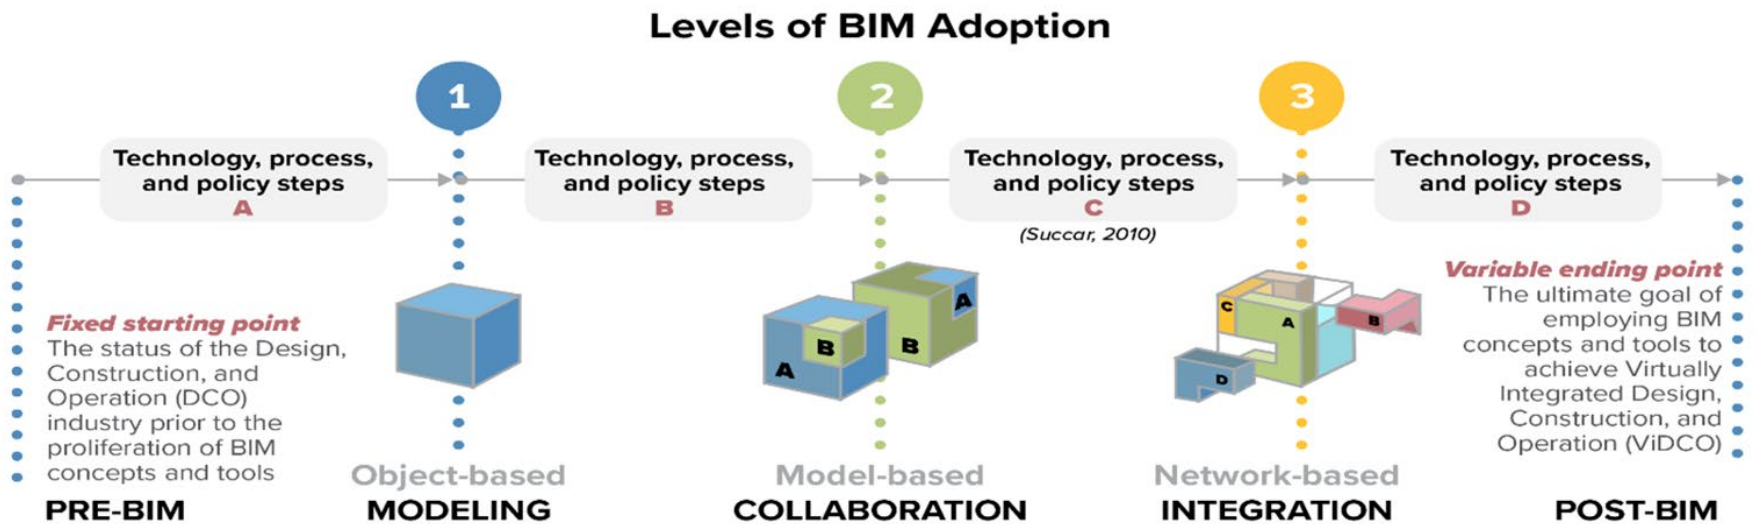 Levels of BIM Adoption
1
2
3
Technology, process,
and policy steps
A
Technology, process,
and policy steps
B
Technology, process,
and policy steps
C
(Succar, 2010)
Technology, process,
and policy steps
D
Fixed starting point
The status of the Design,
Construction, and
Operation (DCO)
industry prior to the
proliferation of BIM
concepts and tools
PRE-BIM
Object-based
MODELING
A
B
B
A
Model-based
COLLABORATION
C
A
B
D
Network-based
INTEGRATION
Variable ending point
The ultimate goal of
employing BIM
concepts and tools to
achieve Virtually
Integrated Design,
Construction, and
Operation (ViDCO)
POST-BIM